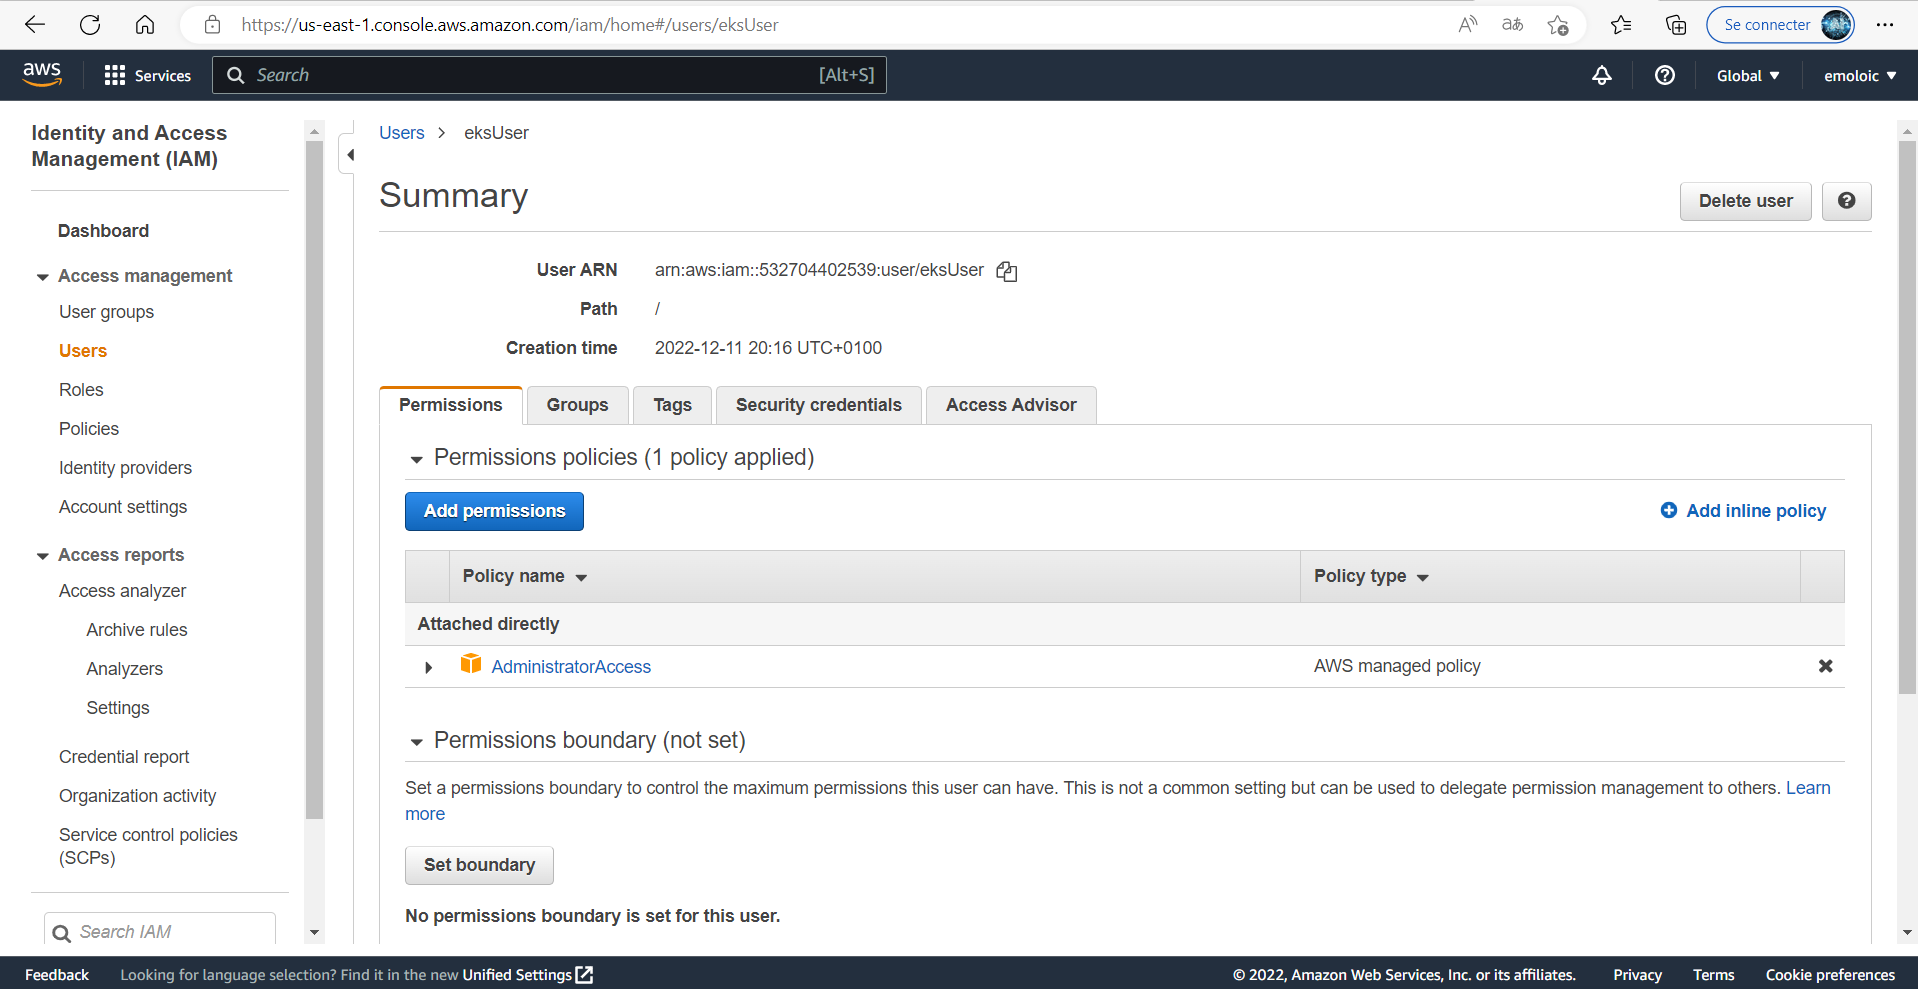 https://us-east-1.console.aws.amazon.com/iam/home#/users/eksUser
A
aあ
Se connecter
aws
Services
Search
[Alt+S]
Global
emoloic
Identity and Access
Management (IAM)
Dashboard
Access management
User groups
Users
Roles
Policies
Identity providers
Account settings
Access reports
Access analyzer
Archive rules
Analyzers
Settings
Credential report
Organization activity
Service control policies
(SCPs)
Search IAM
Users > eksUser
Summary
Delete user
User ARN arn:aws:iam::532704402539:user/eksUser
Path /
Creation time 2022-12-11 20:16 UTC+0100
Permissions
Groups
Tags
Security credentials
Access Advisor
Permissions policies (1 policy applied)
Add permissions
Add inline policy
Policy name
Policy type
Attached directly
AdministratorAccess
AWS managed policy
Permissions boundary (not set)
Set a permissions boundary to control the maximum permissions this user can have. This is not a common setting but can be used to delegate permission management to others. Learn
more
Set boundary
No permissions boundary is set for this user.
Feedback
Looking for language selection? Find it in the new Unified Settings
© 2022, Amazon Web Services, Inc. or its affiliates.
Privacy
Terms
Cookie preferences